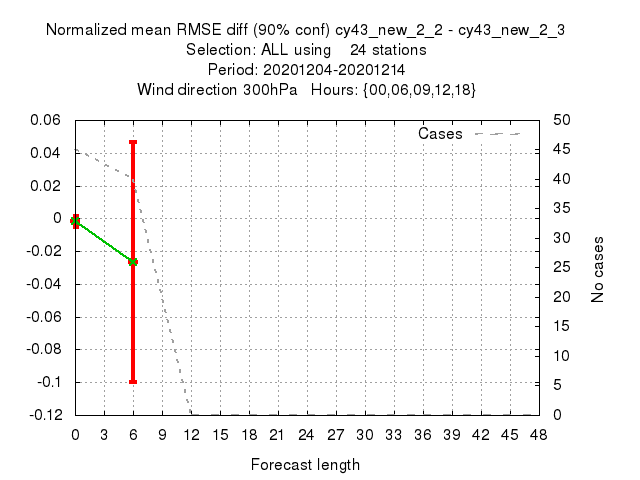 Normalized mean RMSE diff (90% conf) cy43_new_2_2 - cy43_new_2_3
Selection: ALL using    24 stations
Period: 20201204-20201214
Wind direction 300hPa   Hours: {00,06,09,12,18}
Cases
0.06
0.04
0.02
0
-0.02
-0.04
-0.06
-0.08
-0.1
-0.12
50
45
40
35
30
25
20
15
10
5
0
No cases
0 3 6 9 12 15 18 21 24 27 30 33 36 39 42 45 48
Forecast length